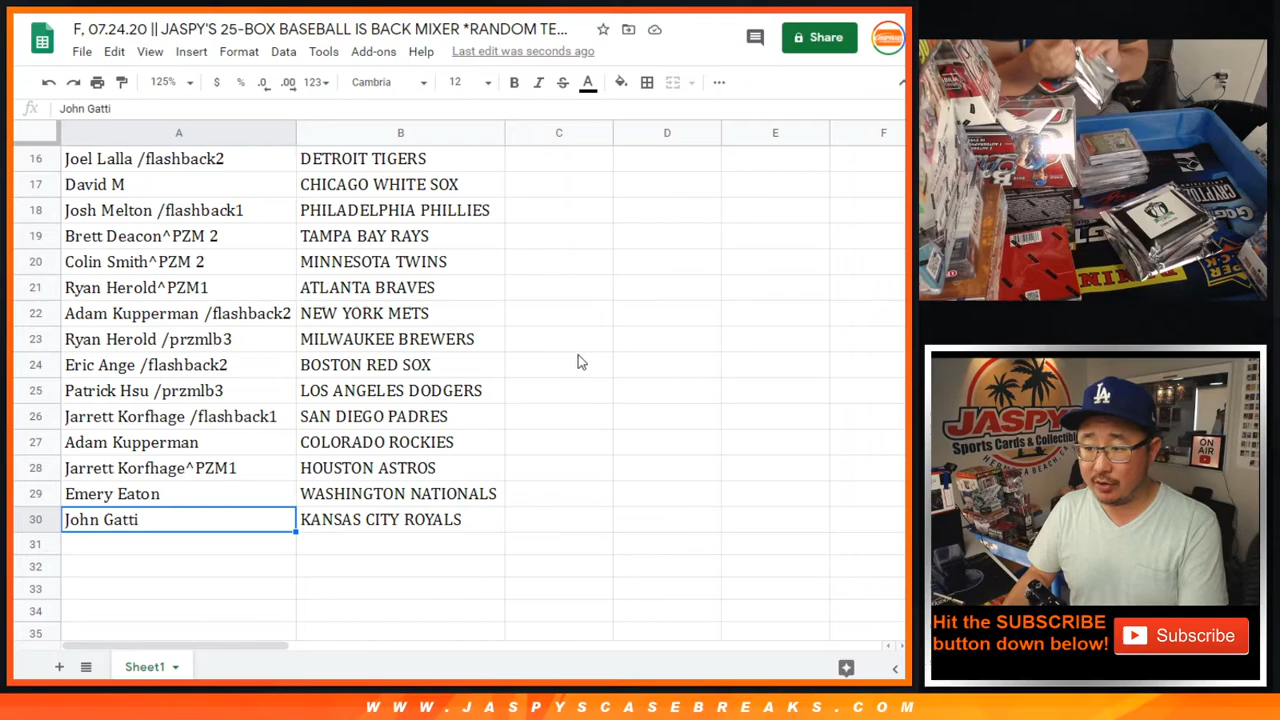 F, 07.24.20 || JASPY'S 25-BOX BASEBALL IS BACK MIXER *RANDOM TE...
Share
File Edit View Insert Format Data Tools Add-ons Help Last edit was seconds ago
125% $ % .0 .00 123 Cambria 12 B I S A
fx John Gatti
A B C D E F
16 Joel Lalla /flashback2 DETROIT TIGERS
17 David M CHICAGO WHITE SOX
18 Josh Melton /flashback1 PHILADELPHIA PHILLIES
19 Brett Deacon^PZM 2 TAMPA BAY RAYS
20 Colin Smith^PZM 2 MINNESOTA TWINS
21 Ryan Herold^PZM1 ATLANTA BRAVES
22 Adam Kupperman /flashback2 NEW YORK METS
23 Ryan Herold /przmlb3 MILWAUKEE BREWERS
24 Eric Ange /flashback2 BOSTON RED SOX
25 Patrick Hsu /przmlb3 LOS ANGELES DODGERS
26 Jarrett Korfhage /flashback1 SAN DIEGO PADRES
27 Adam Kupperman COLORADO ROCKIES
28 Jarrett Korfhage^PZM1 HOUSTON ASTROS
29 Emery Eaton WASHINGTON NATIONALS
30 John Gatti KANSAS CITY ROYALS
31
32
33
34
35
Sheet1
PANINI
JASPY'S
Sports Cards & Collectibles
HERMOSA BEACH, CA
ON AIR
LA
Hit the SUBSCRIBE
button down below!
Subscribe
WWW.JASPYSCASEBREAKS.COM